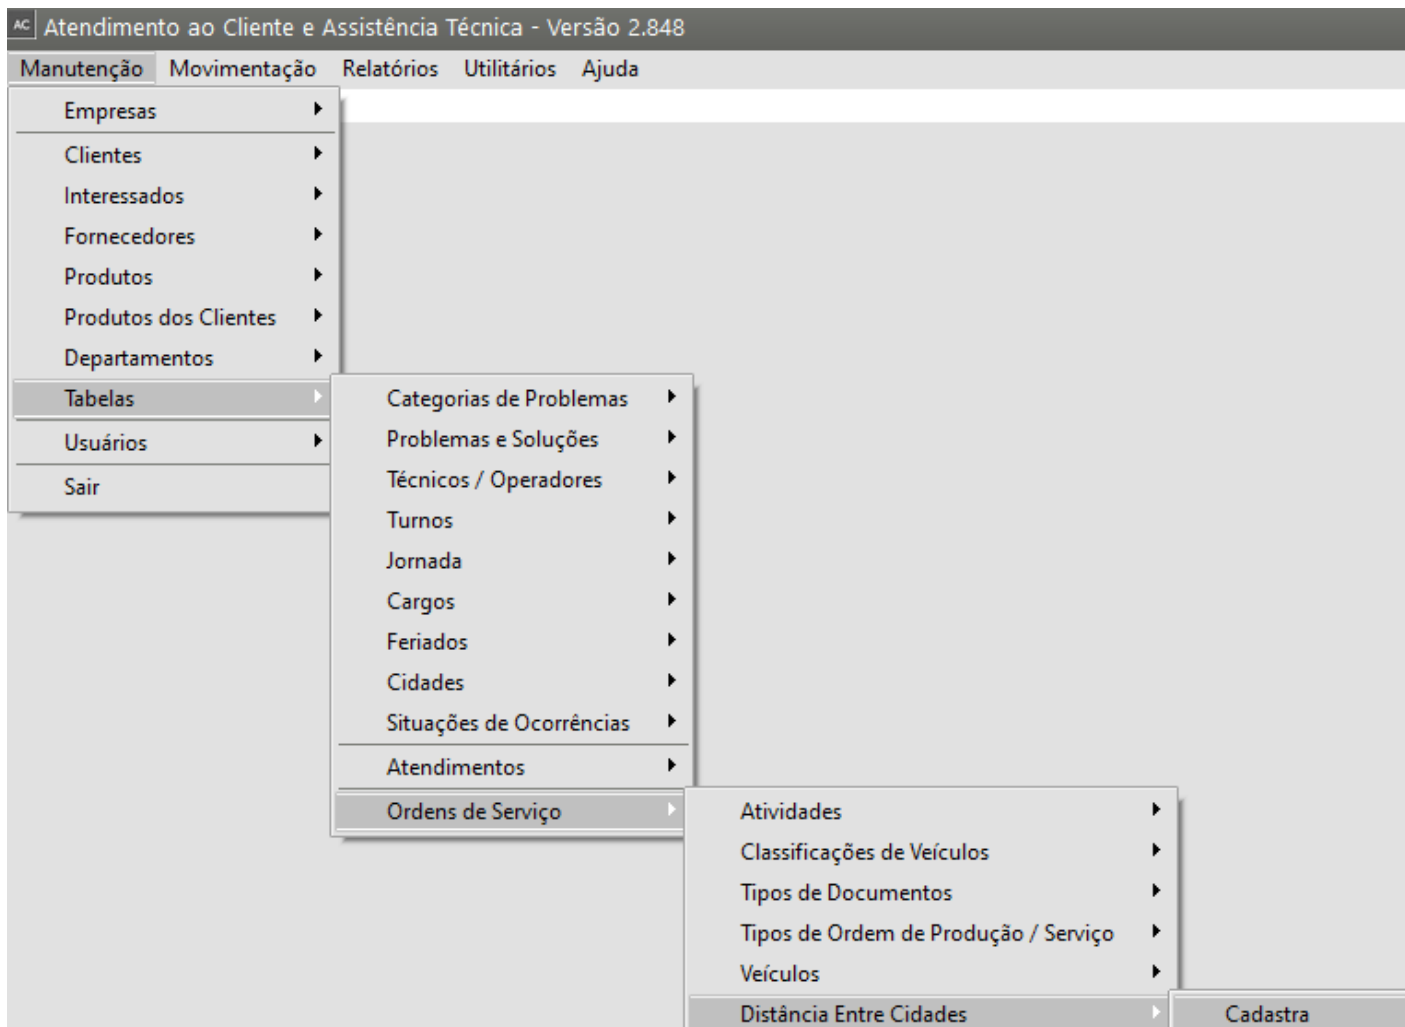 AC Atendimento ao Cliente e Assistência Técnica - Versão 2.848
Manutenção Movimentação Relatórios Utilitários Ajuda
Empresas
Clientes
Interessados
Fornecedores
Produtos
Produtos dos Clientes
Departamentos
Tabelas
Usuários
Sair
Categorias de Problemas
Problemas e Soluções
Técnicos / Operadores
Turnos
Jornada
Cargos
Feriados
Cidades
Situações de Ocorrências
Atendimentos
Ordens de Serviço
Atividades
Classificações de Veículos
Tipos de Documentos
Tipos de Ordem de Produção / Serviço
Veículos
Distância Entre Cidades
Cadastra